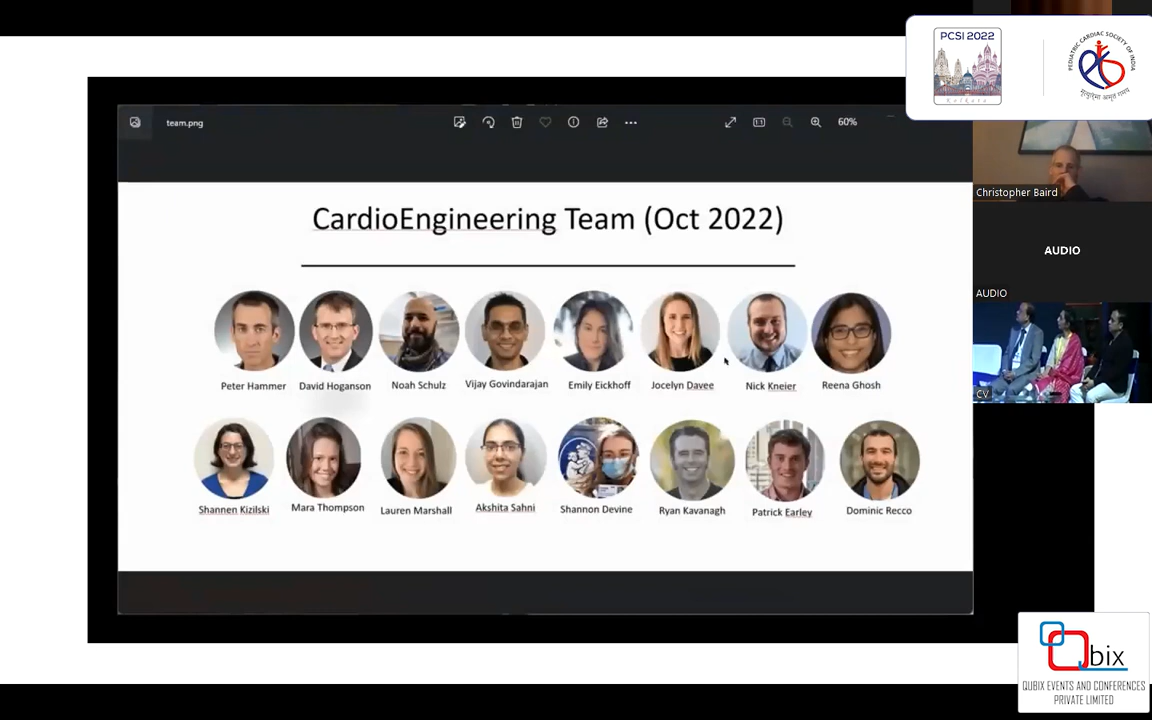 PCSI 2022
Kolkata
PEDIATRIC CARDIAC SOCIETY OF INDIA
team.png
60%
Christopher Baird
CardioEngineering Team (Oct 2022)
AUDIO
AUDIO
CV
Peter Hammer
David Hoganson
Noah Schulz
Vijay Govindarajan
Emily Eickhoff
Jocelyn Davee
Nick Kneier
Reena Ghosh
Shannen Kizilski
Mara Thompson
Lauren Marshall
Akshita Sahni
Shannon Devine
Ryan Kavanagh
Patrick Earley
Dominic Recco
Qbix
QUBIX EVENTS AND CONFERENCES
PRIVATE LIMITED